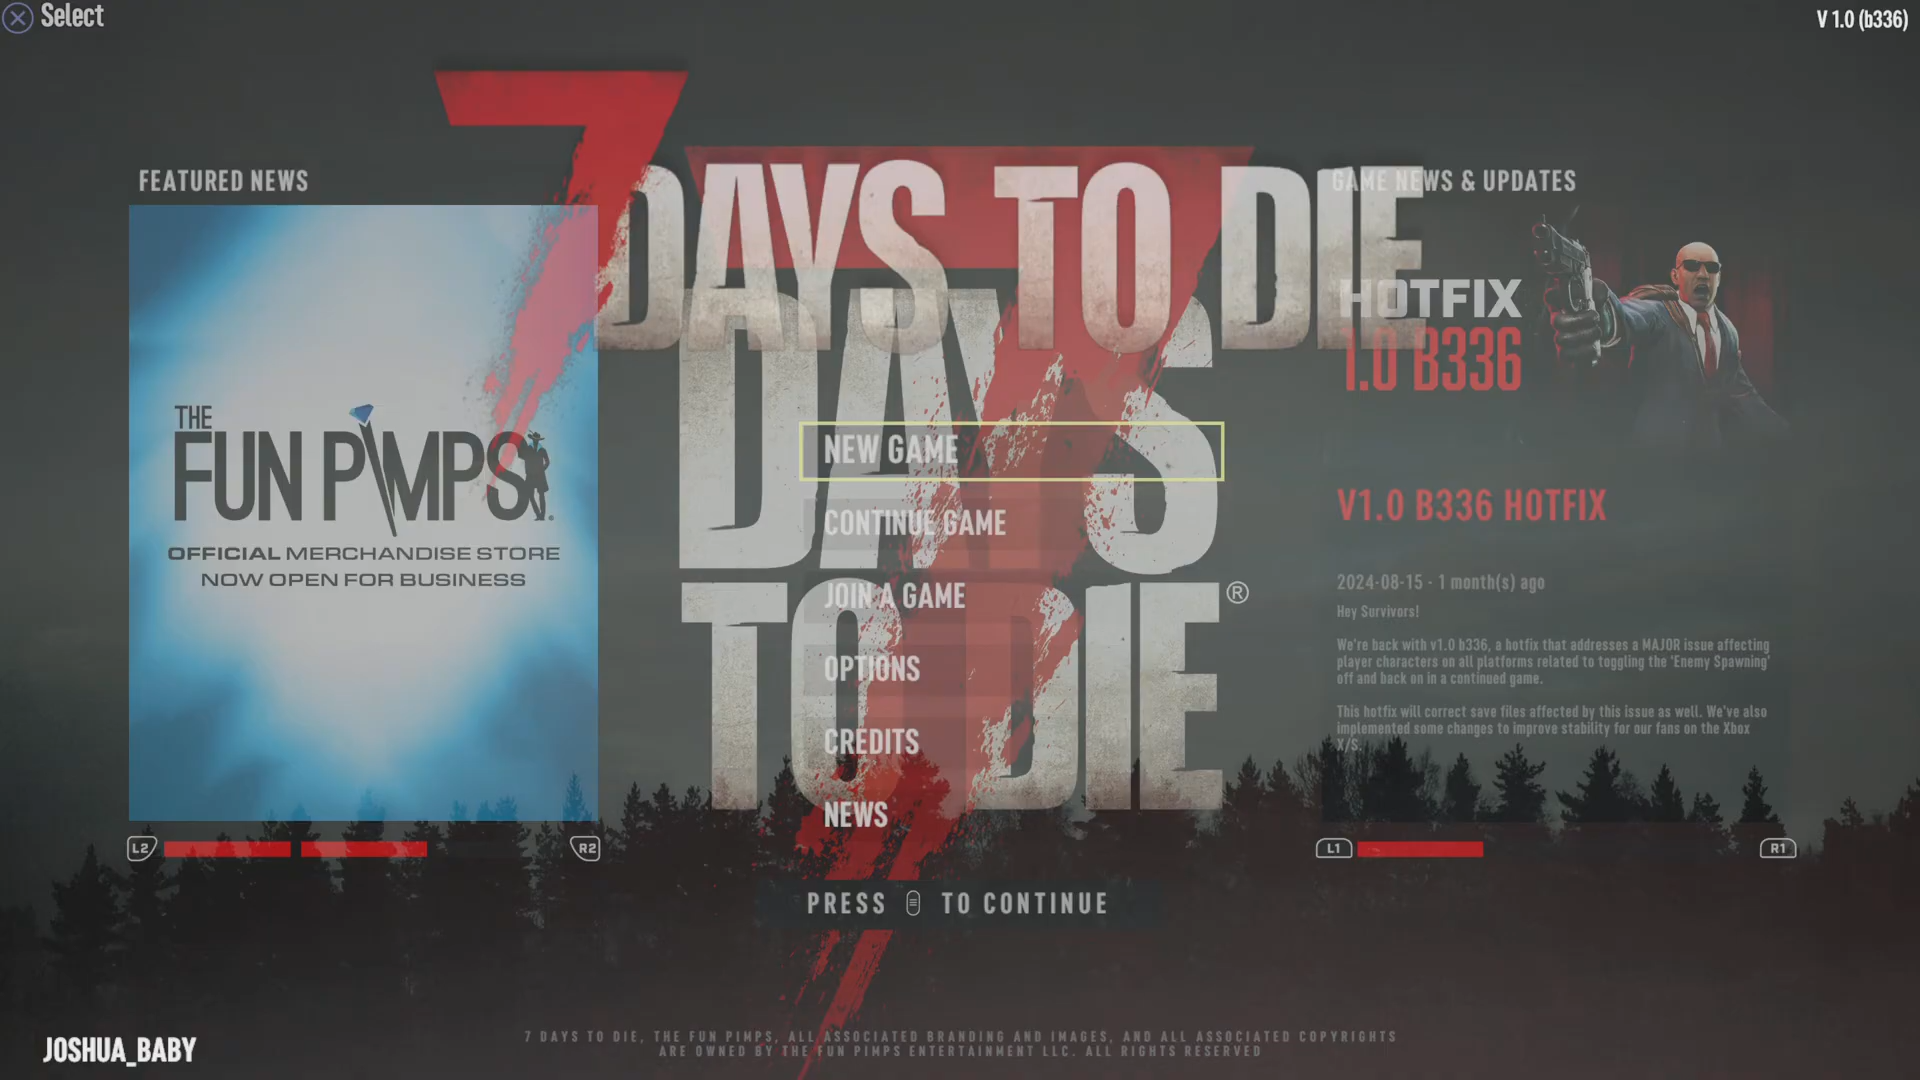 Select
V 1.0 (b336)
7 DAYS TO DIE
FEATURED NEWS
THE
FUN PIMPS
OFFICIAL MERCHANDISE STORE
NOW OPEN FOR BUSINESS
L2
R2
7
DAYS
TO DIE®
NEW GAME
CONTINUE GAME
JOIN A GAME
OPTIONS
CREDITS
NEWS
PRESS TO CONTINUE
GAME NEWS & UPDATES
HOTFIX
1.0 B336
V1.0 B336 HOTFIX
2024-08-15 - 1 month(s) ago
Hey Survivors!
We're back with v1.0 b336, a hotfix that addresses a MAJOR issue affecting
player characters on all platforms related to toggling the 'Enemy Spawning'
off and back on in a continued game.
This hotfix will correct save files affected by this issue as well. We've also
implemented some changes to improve stability for our fans on the Xbox
X/S.
L1
R1
JOSHUA_BABY
7 DAYS TO DIE, THE FUN PIMPS, ALL ASSOCIATED BRANDING AND IMAGES, AND ALL ASSOCIATED COPYRIGHTS
ARE OWNED BY THE FUN PIMPS ENTERTAINMENT LLC. ALL RIGHTS RESERVED